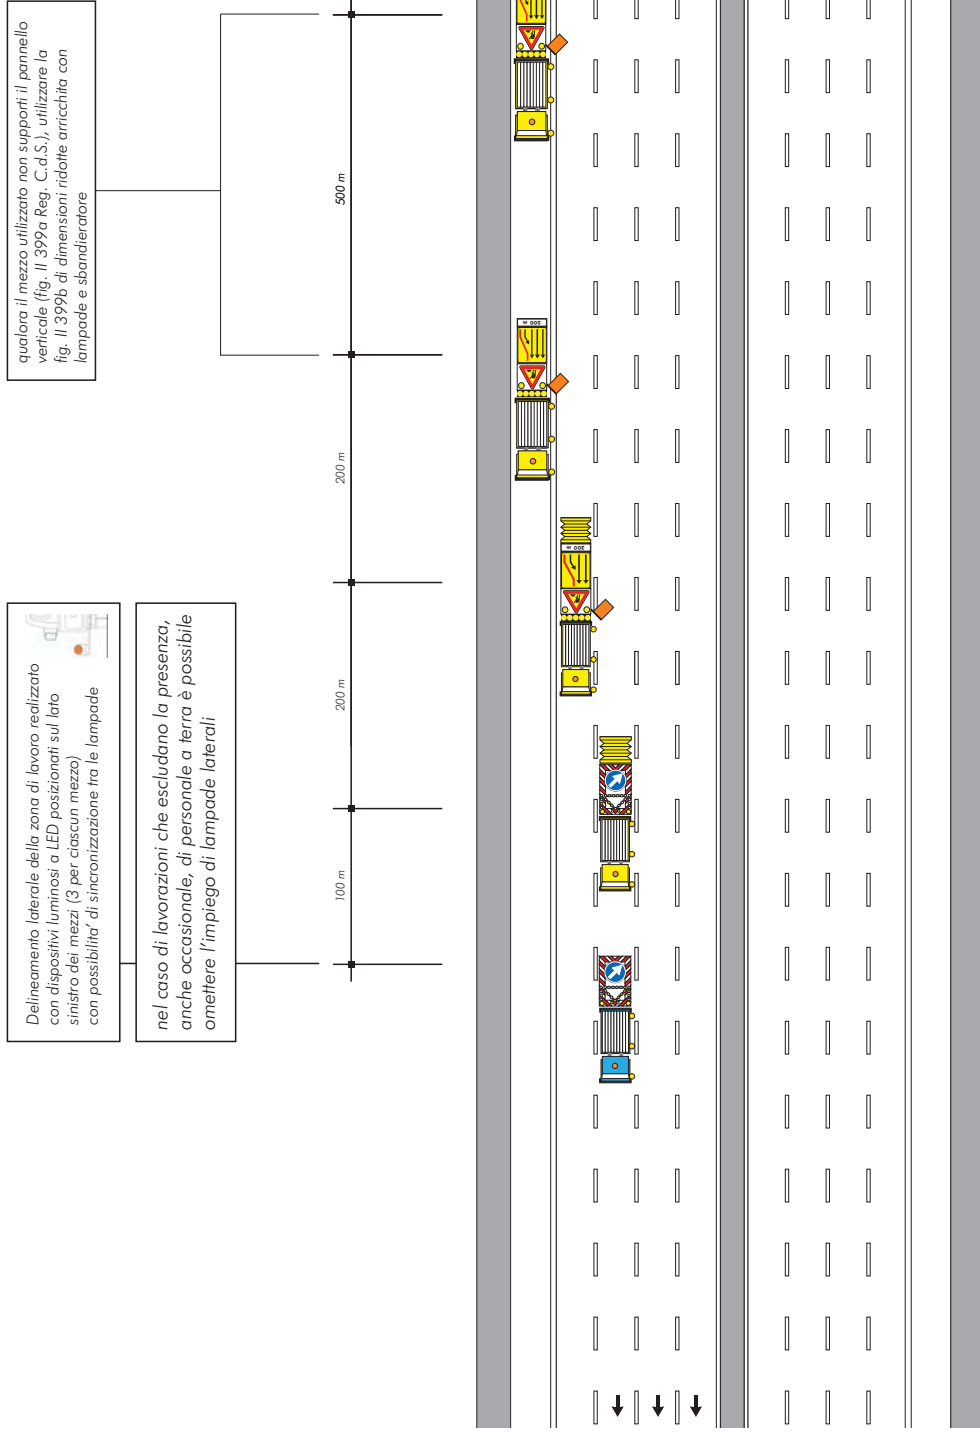 qualora il mezzo utilizzato non supporti il pannello
verticale (fig. II 399a Reg. C.d.S.), utilizzare la
fig. II 399b di dimensioni ridotte arricchita con
lampade e sbandieratore
Delineamento laterale della zona di lavoro realizzato
con dispositivi luminosi a LED posizionati sul lato
sinistro dei mezzi (3 per ciascun mezzo)
con possibilita' di sincronizzazione tra le lampade
nel caso di lavorazioni che escludano la presenza,
anche occasionale, di personale a terra è possibile
omettere l'impiego di lampade laterali
500 m
200 m
200 m
100 m
200 m
200 m